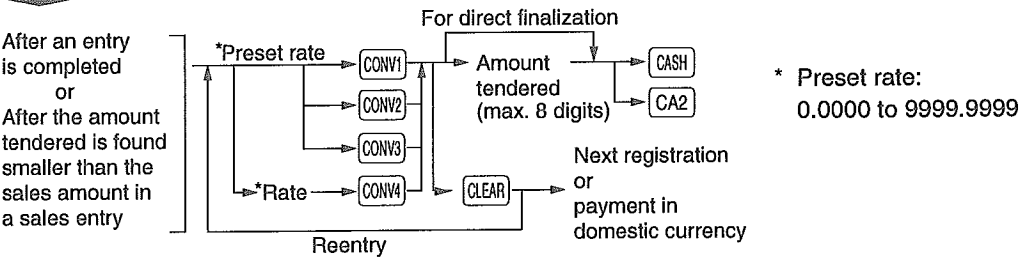 For direct finalization
After an entry
is completed
or
After the amount
tendered is found
smaller than the
sales amount in
a sales entry
*Preset rate
CONV1
CONV2
CONV3
*Rate
CONV4
Amount
tendered
(max. 8 digits)
CASH
CA2
CLEAR
Next registration
or
payment in
domestic currency
Reentry
* Preset rate:
0.0000 to 9999.9999